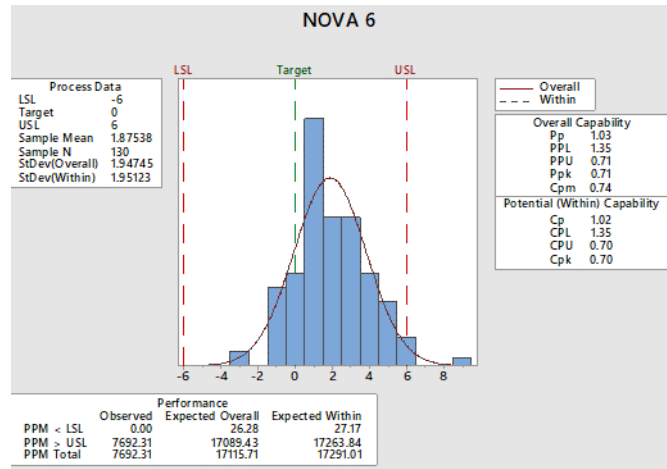 NOVA 6
LSL Target USL
Process Data
LSL -6
Target 0
USL 6
Sample Mean 1.87538
Sample N 130
StDev(Overall) 1.94745
StDev(Within) 1.95123
Overall
Within
Overall Capability
Pp 1.03
PPL 1.35
PPU 0.71
Ppk 0.71
Cpm 0.74
Potential (Within) Capability
Cp 1.02
CPL 1.35
CPU 0.70
Cpk 0.70
-6 -4 -2 0 2 4 6 8
Performance
Observed Expected Overall Expected Within
PPM < LSL 0.00 26.28 27.17
PPM > USL 7692.31 17089.43 17263.84
PPM Total 7692.31 17115.71 17291.01